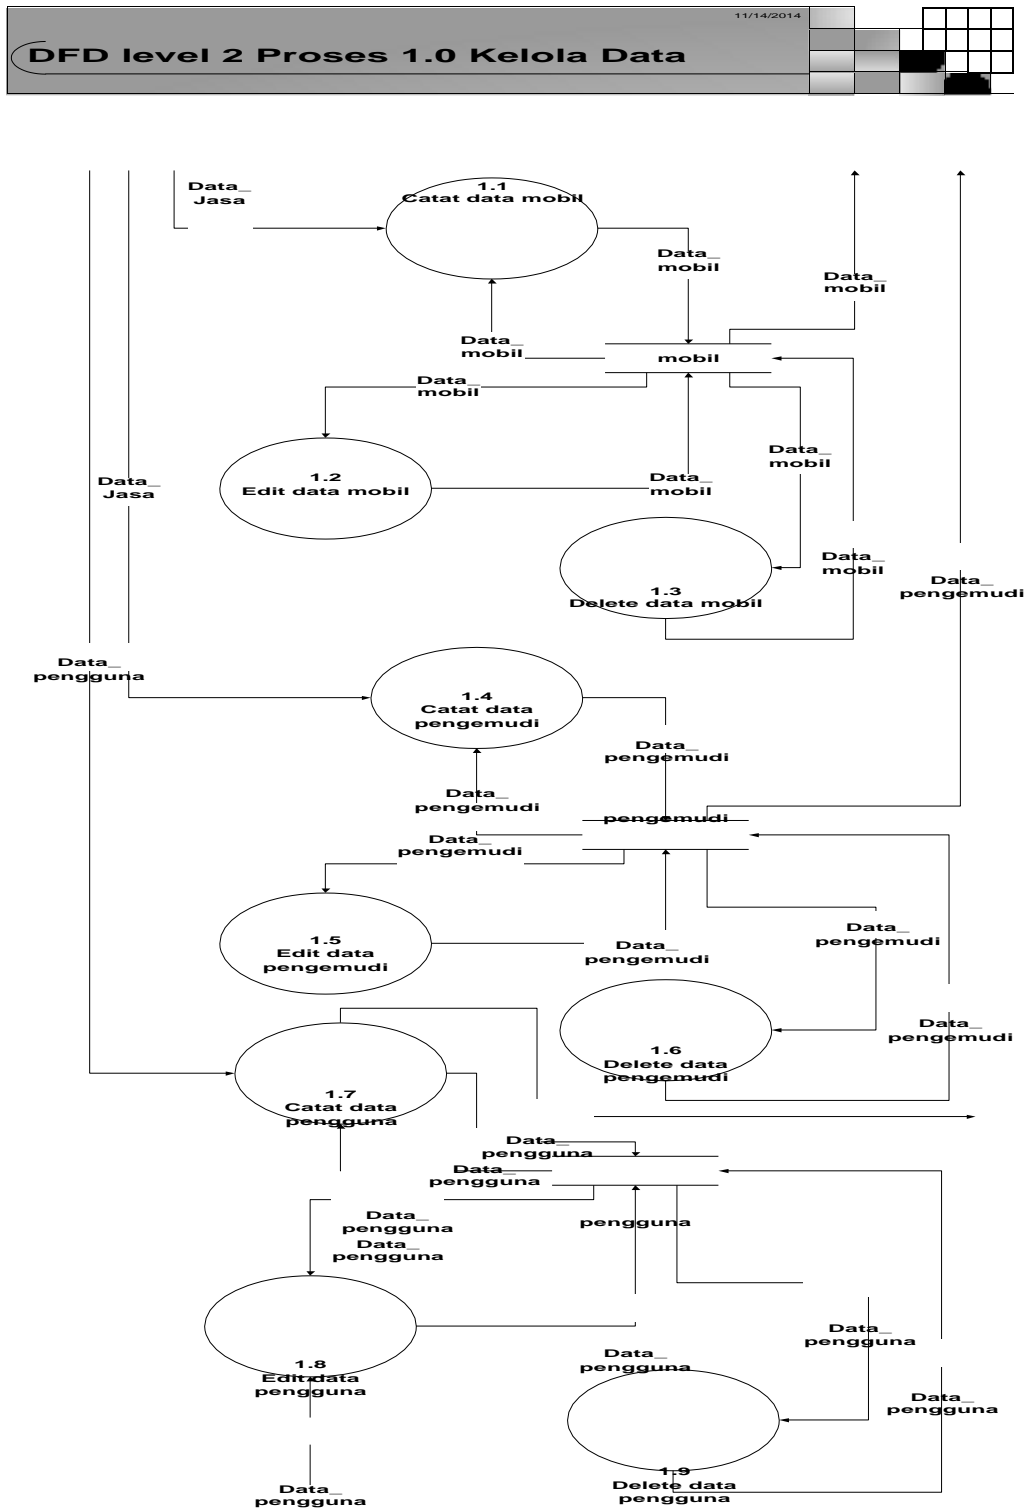 11/14/2014
DFD level 2 Proses 1.0 Kelola Data
Data_
Jasa
1.1
Catat data mobil
Data_
mobil
Data_
mobil
Data_
mobil
mobil
Data_
mobil
Data_
mobil
1.2
Edit data mobil
Data_
mobil
Data_
Jasa
Data_
mobil
1.3
Delete data mobil
Data_
pengemudi
Data_
pengguna
1.4
Catat data
pengemudi
Data_
pengemudi
Data_
pengemudi
pengemudi
Data_
pengemudi
1.5
Edit data
pengemudi
Data_
pengemudi
Data_
pengemudi
Data_
pengemudi
1.6
Delete data
pengemudi
1.7
Catat data
pengguna
Data_
pengguna
Data_
pengguna
Data_
pengguna
pengguna
Data_
pengguna
Data_
pengguna
Data_
pengguna
1.8
Edit data
pengguna
Data_
pengguna
Data_
pengguna
1.9
Delete data
pengguna